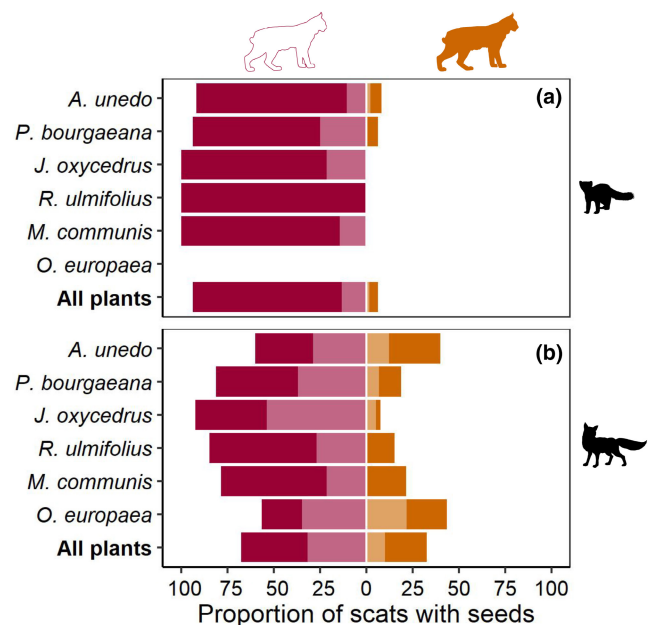 (a)
A. unedo
P. bourgaeana
J. oxycedrus
R. ulmifolius
M. communis
O. europaea
All plants
(b)
A. unedo
P. bourgaeana
J. oxycedrus
R. ulmifolius
M. communis
O. europaea
All plants
100 75 50 25 0 25 50 75 100
Proportion of scats with seeds